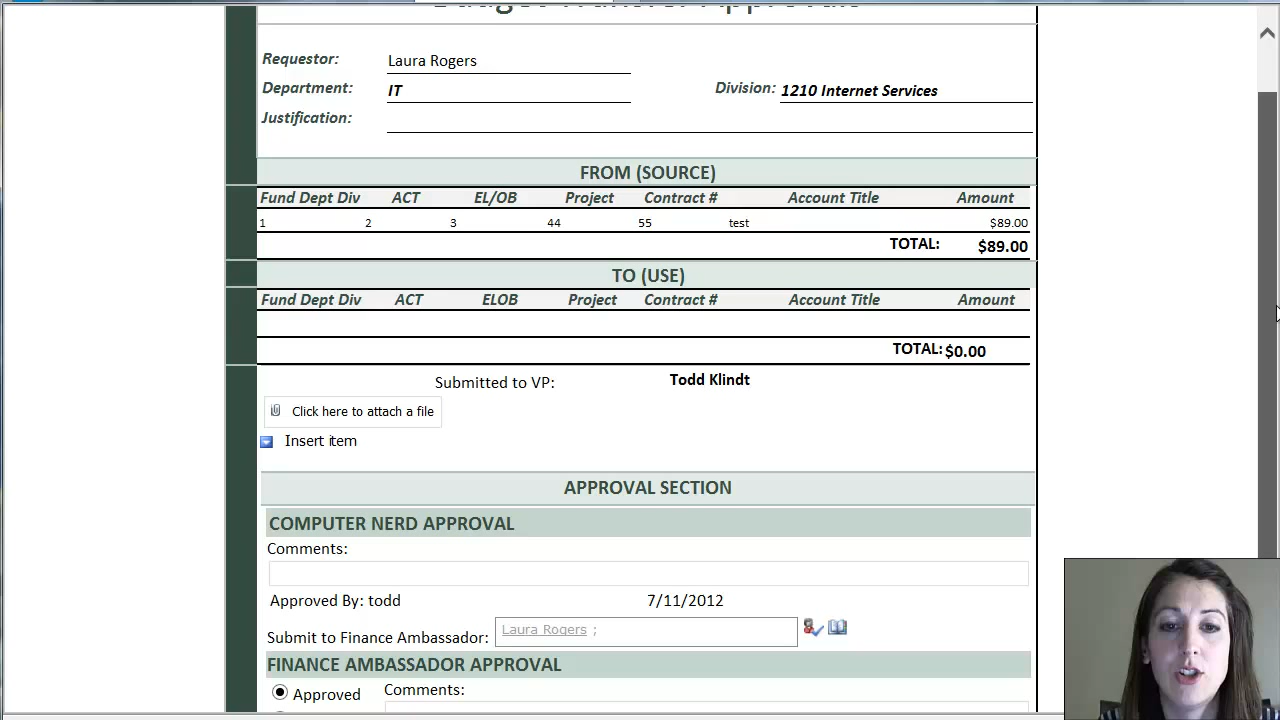 Budget Transfer Approvals
Requestor: Laura Rogers
Department: IT Division: 1210 Internet Services
Justification:
FROM (SOURCE)
Fund Dept Div ACT EL/OB Project Contract # Account Title Amount
1 2 3 44 55 test $89.00
TOTAL: $89.00
TO (USE)
Fund Dept Div ACT ELOB Project Contract # Account Title Amount
TOTAL: $0.00
Submitted to VP: Todd Klindt
Click here to attach a file
Insert item
APPROVAL SECTION
COMPUTER NERD APPROVAL
Comments:
Approved By: todd 7/11/2012
Submit to Finance Ambassador: Laura Rogers ;
FINANCE AMBASSADOR APPROVAL
Approved Comments: